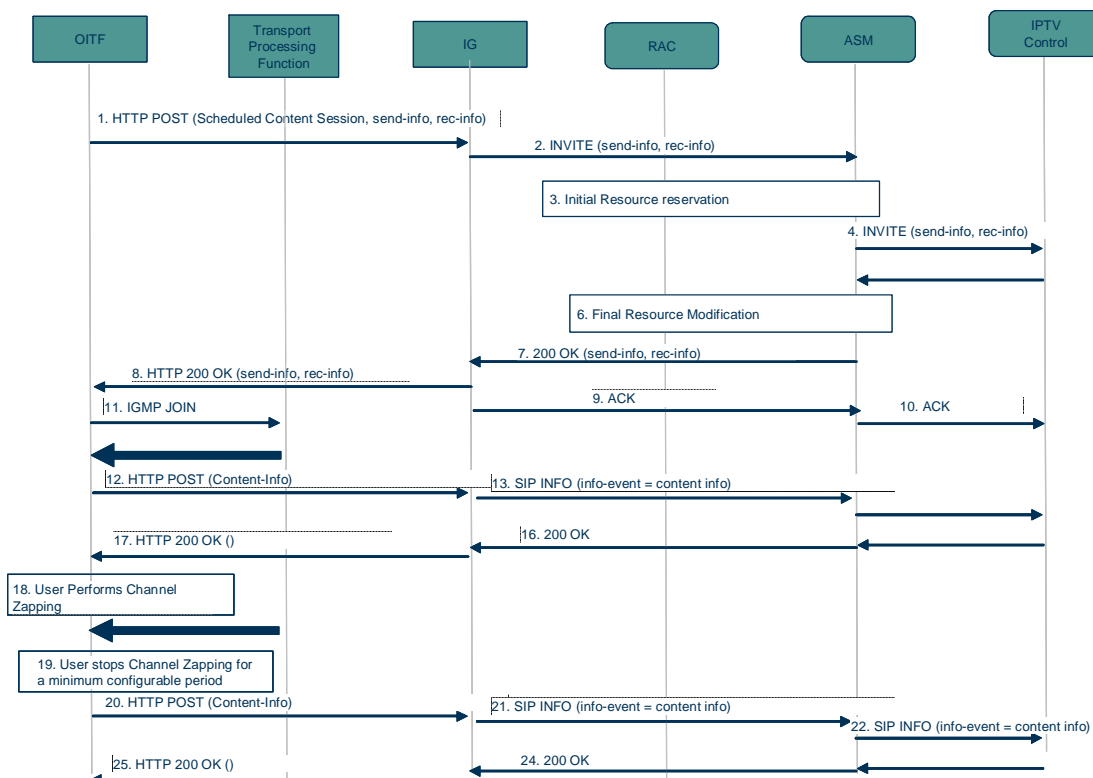 OITF
Transport
Processing
Function
IG
RAC
ASM
IPTV
Control
1. HTTP POST (Scheduled Content Session, send-info, rec-info)
2. INVITE (send-info, rec-info)
3. Initial Resource reservation
4. INVITE (send-info, rec-info)
6. Final Resource Modification
7. 200 OK (send-info, rec-info)
8. HTTP 200 OK (send-info, rec-info)
9. ACK
10. ACK
11. IGMP JOIN
12. HTTP POST (Content-Info)
13. SIP INFO (info-event = content info)
16. 200 OK
17. HTTP 200 OK ()
18. User Performs Channel
Zapping
19. User stops Channel Zapping for
a minimum configurable period
20. HTTP POST (Content-Info)
21. SIP INFO (info-event = content info)
22. SIP INFO (info-event = content info)
24. 200 OK
25. HTTP 200 OK ()